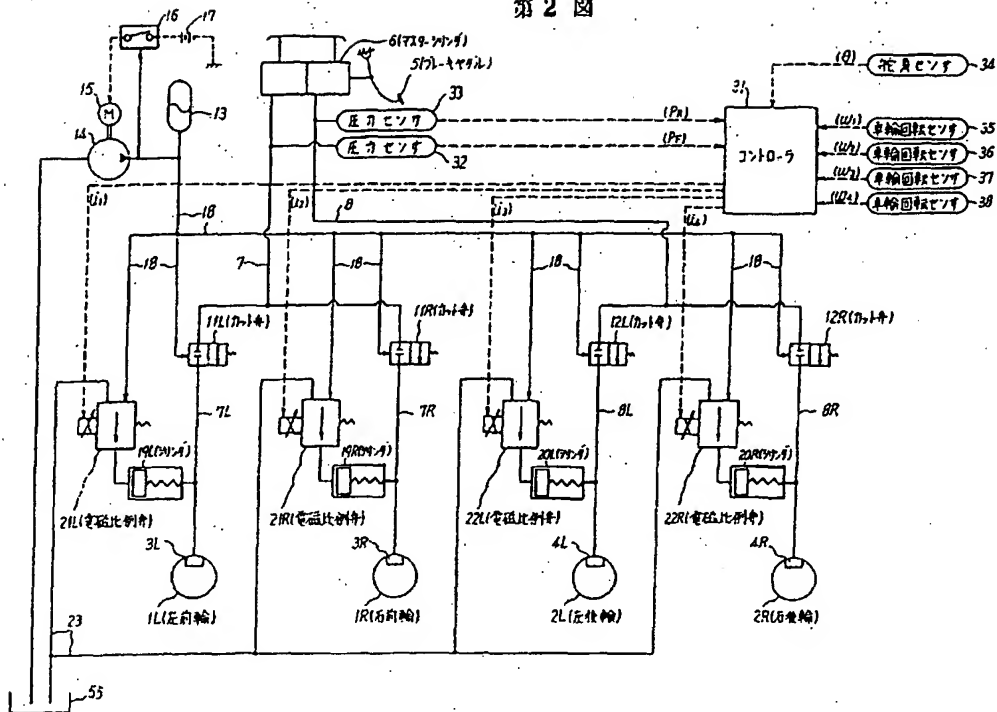 第2図
16
17
6(マスターシリンダ)
5(ブレーキペダル)
15
M
13
14
33
圧力センサ
(PR)
圧力センサ
32
(PF)
31
コントローラ
(θ)
舵角センサ
34
(ω1)
車輪回転センサ
35
(ω2)
車輪回転センサ
36
(ω3)
車輪回転センサ
37
(ω4)
車輪回転センサ
38
(i1)
(i2)
(i3)
(i4)
18
18
8
18
7
18
18
18
11L(カット弁)
11R(カット弁)
12L(カット弁)
12R(カット弁)
7L
7R
8L
8R
19L(シリンダ)
19R(シリンダ)
20L(シリンダ)
20R(シリンダ)
21L(電磁比例弁)
21R(電磁比例弁)
22L(電磁比例弁)
22R(電磁比例弁)
3L
3R
4L
4R
1L(左前輪)
1R(右前輪)
2L(左後輪)
2R(右後輪)
23
55